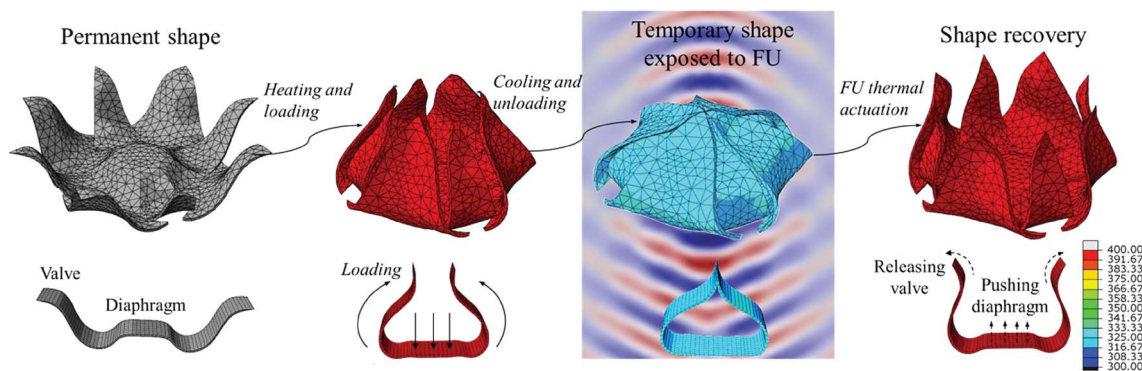 Permanent shape
Heating and
loading
Cooling and
unloading
Temporary shape
exposed to FU
FU thermal
actuation
Shape recovery
Valve
Diaphragm
Loading
Releasing
valve
Pushing
diaphragm
400.00
391.67
383.33
375.00
366.67
358.33
350.00
341.67
333.33
325.00
316.67
308.33
300.00